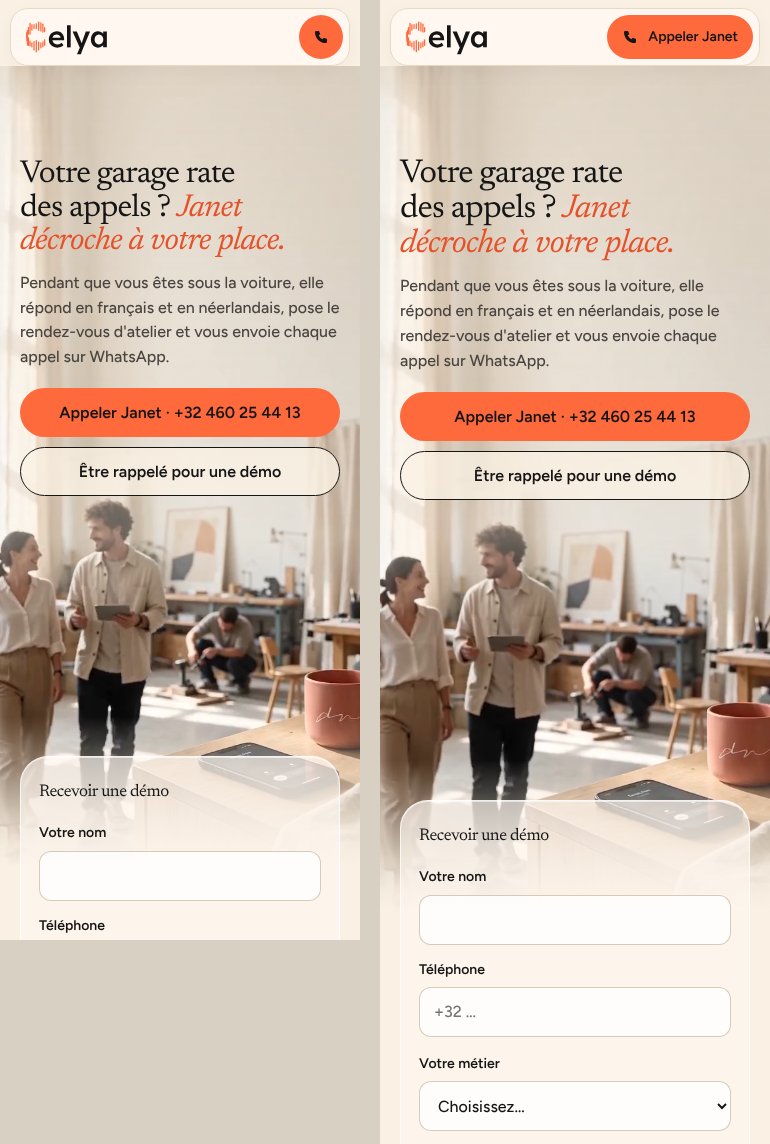 Celya
Votre garage rate
des appels ? Janet
décroche à votre place.
Pendant que vous êtes sous la voiture, elle
répond en français et en néerlandais, pose le
rendez-vous d'atelier et vous envoie chaque
appel sur WhatsApp.
Appeler Janet · +32 460 25 44 13
Être rappelé pour une démo
Recevoir une démo
Votre nom
Téléphone
Celya
Appeler Janet
Votre garage rate
des appels ? Janet
décroche à votre place.
Pendant que vous êtes sous la voiture, elle
répond en français et en néerlandais, pose le
rendez-vous d'atelier et vous envoie chaque
appel sur WhatsApp.
Appeler Janet · +32 460 25 44 13
Être rappelé pour une démo
Recevoir une démo
Votre nom
Téléphone
+32 ...
Votre métier
Choisissez...